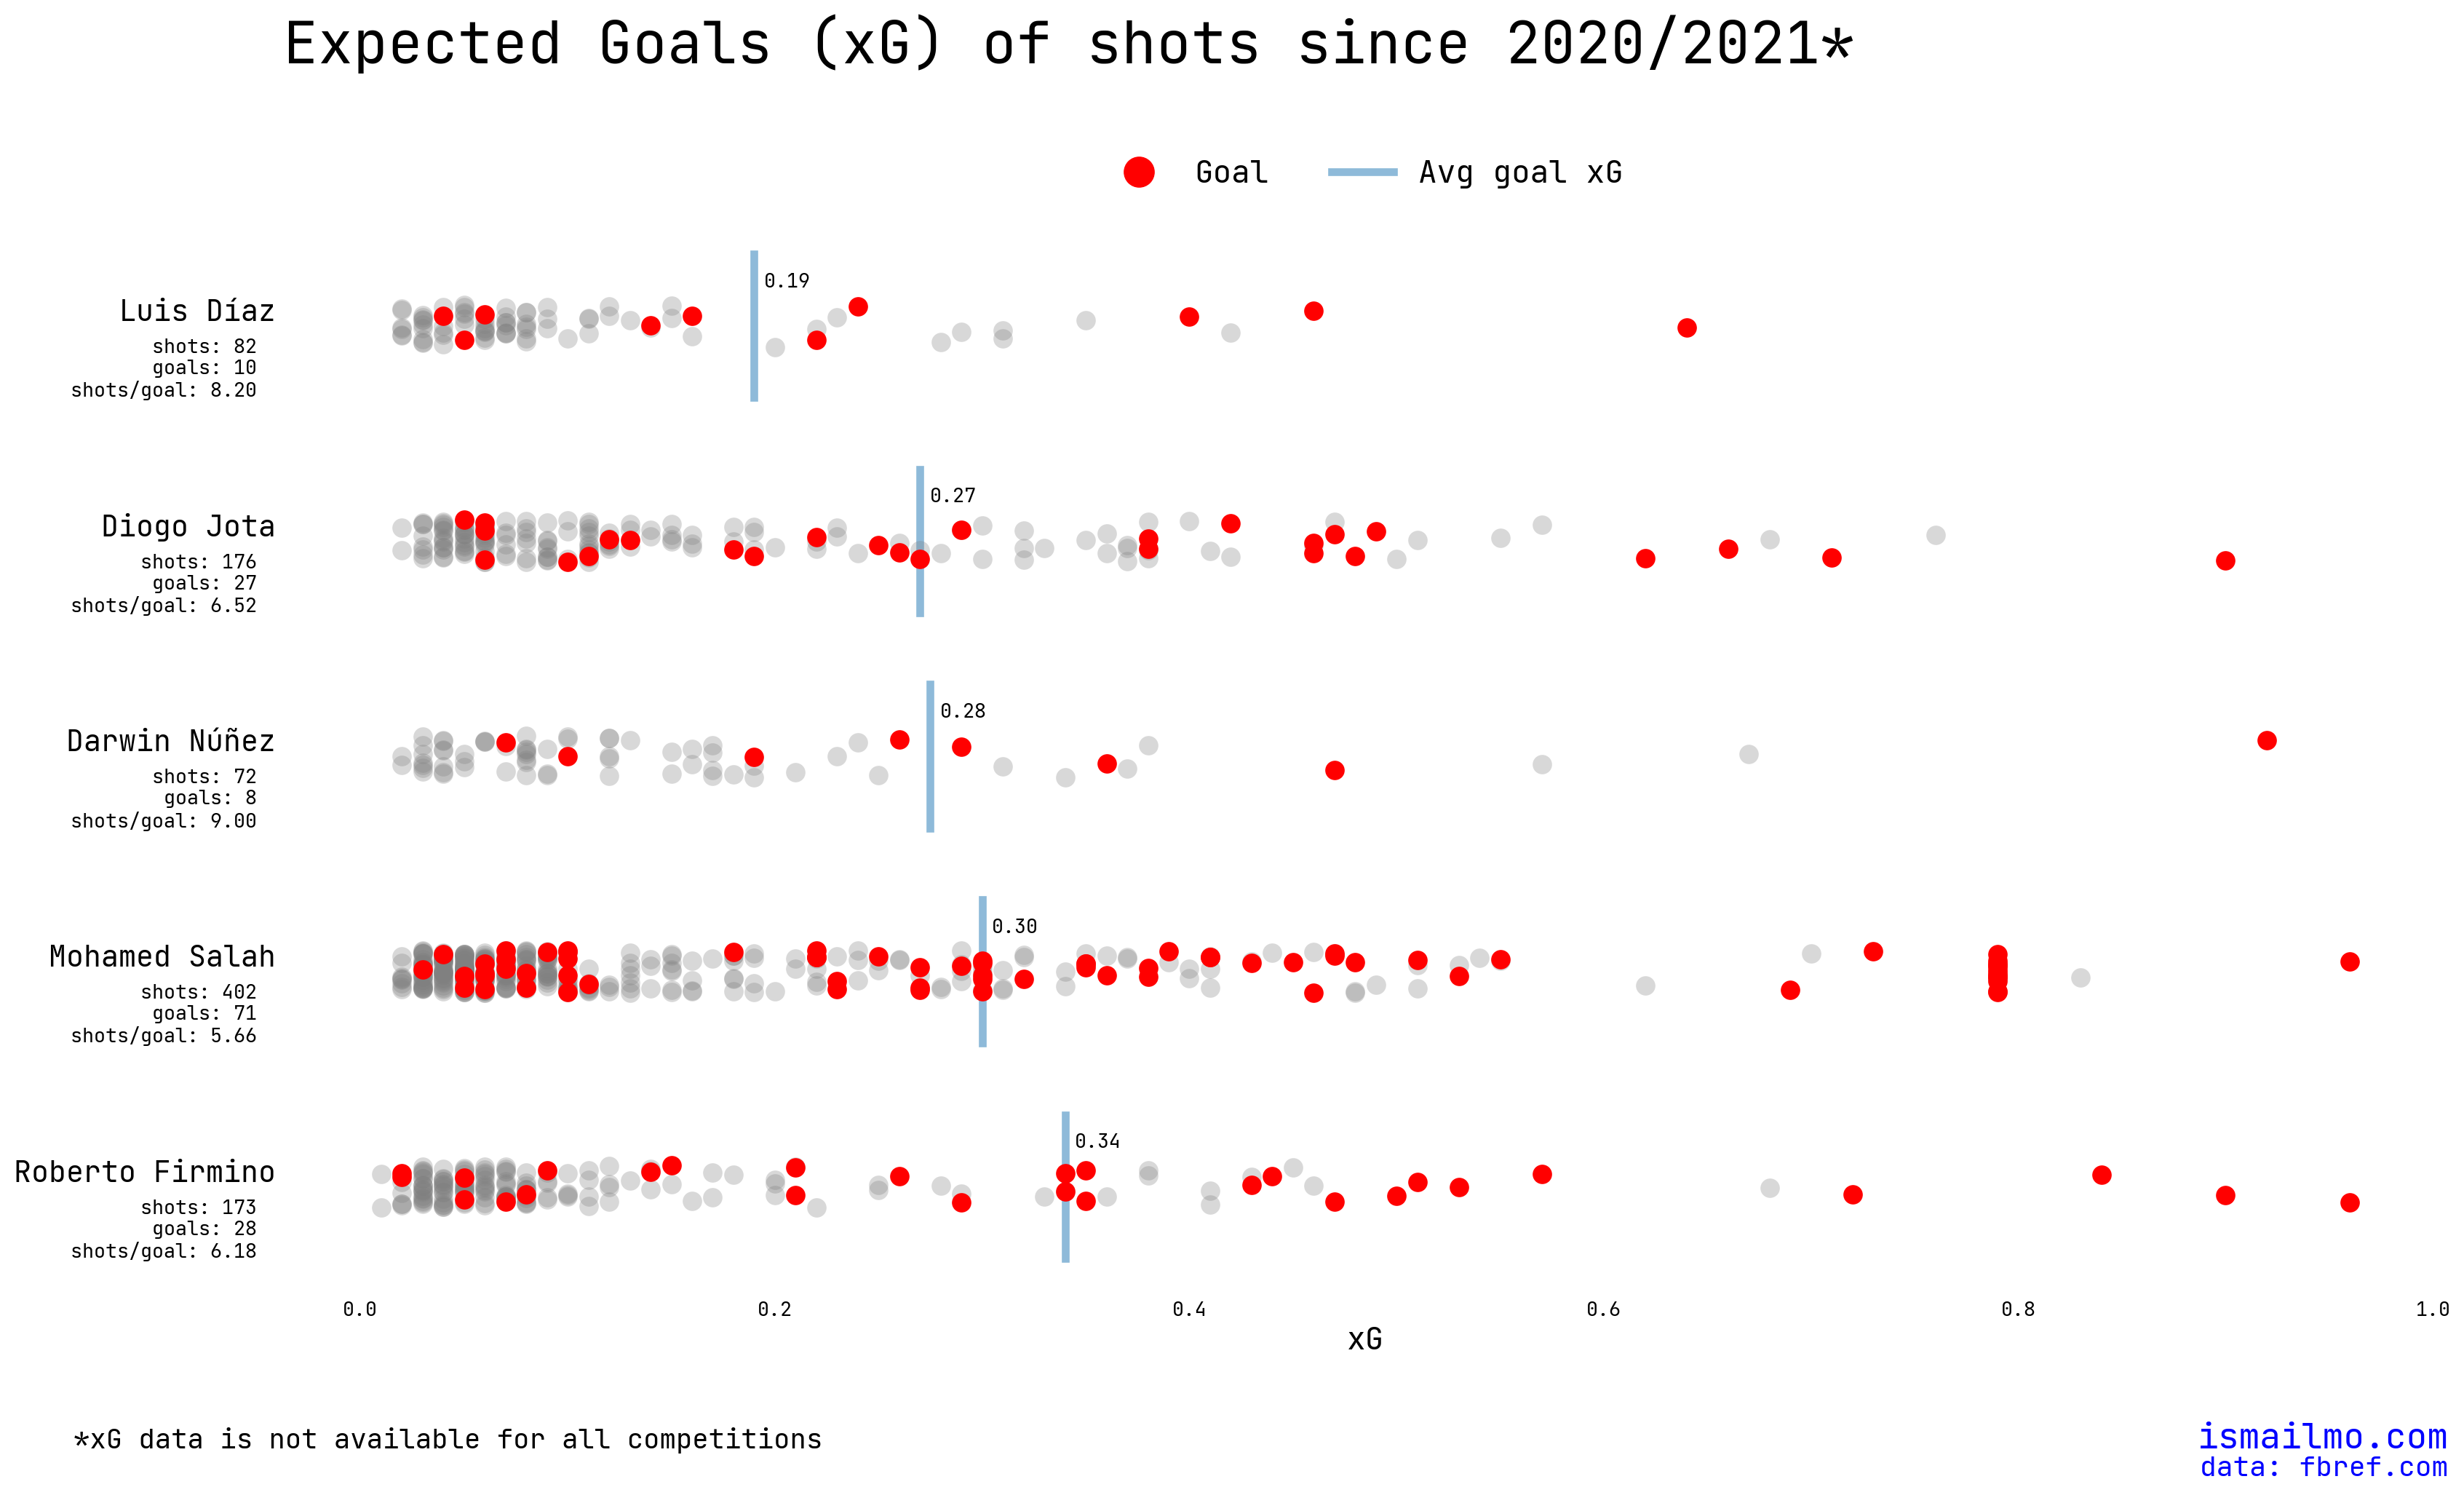 Expected Goals (xG) of shots since 2020/2021*
Goal
Avg goal xG
0.19
Luis Díaz
shots: 82
goals: 10
shots/goal: 8.20
0.27
Diogo Jota
shots: 176
goals: 27
shots/goal: 6.52
0.28
Darwin Núñez
shots: 72
goals: 8
shots/goal: 9.00
0.30
Mohamed Salah
shots: 402
goals: 71
shots/goal: 5.66
0.34
Roberto Firmino
shots: 173
goals: 28
shots/goal: 6.18
0.0 0.2 0.4 0.6 0.8 1.0
xG
*xG data is not available for all competitions
ismailmo.com
data: fbref.com